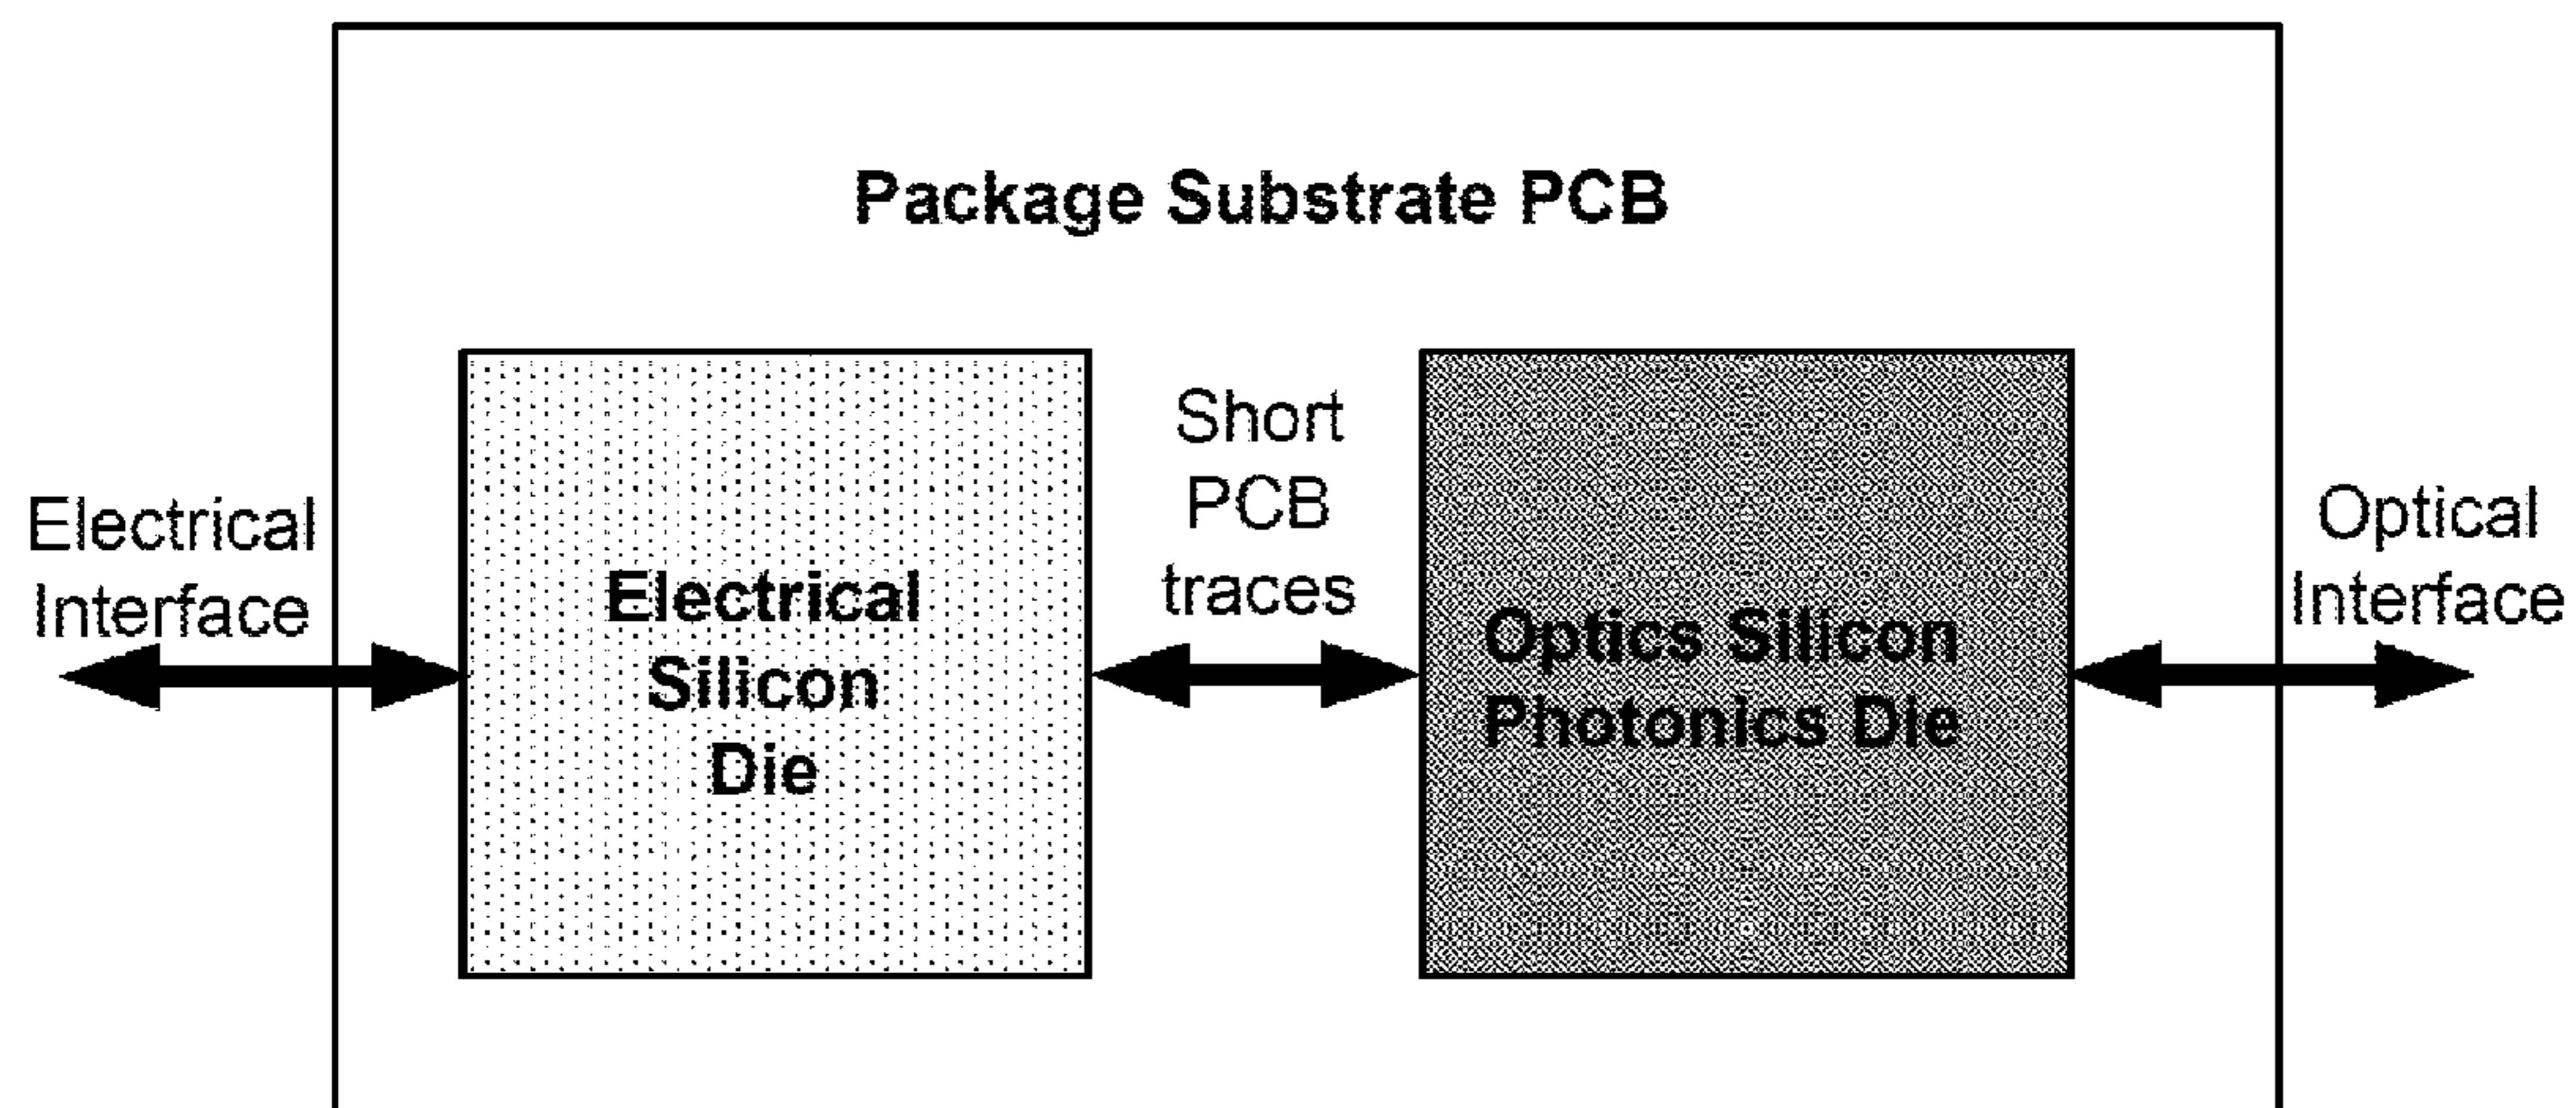 Package Substrate PCB
Electrical
Interface
Electrical
Silicon
Die
Short
PCB
traces
Optics Silicon
Photonics Die
Optical
Interface